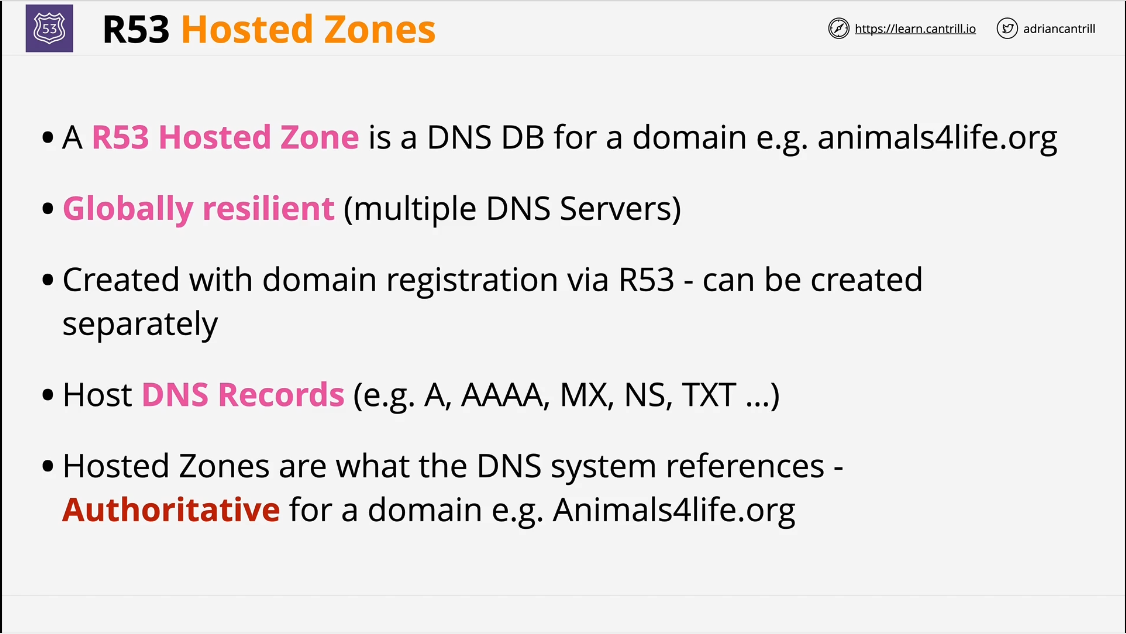 53
R53 Hosted Zones
https://learn.cantrill.io
adriancantrill
• A R53 Hosted Zone is a DNS DB for a domain e.g. animals4life.org
• Globally resilient (multiple DNS Servers)
• Created with domain registration via R53 - can be created
separately
• Host DNS Records (e.g. A, AAAA, MX, NS, TXT ...)
• Hosted Zones are what the DNS system references -
Authoritative for a domain e.g. Animals4life.org